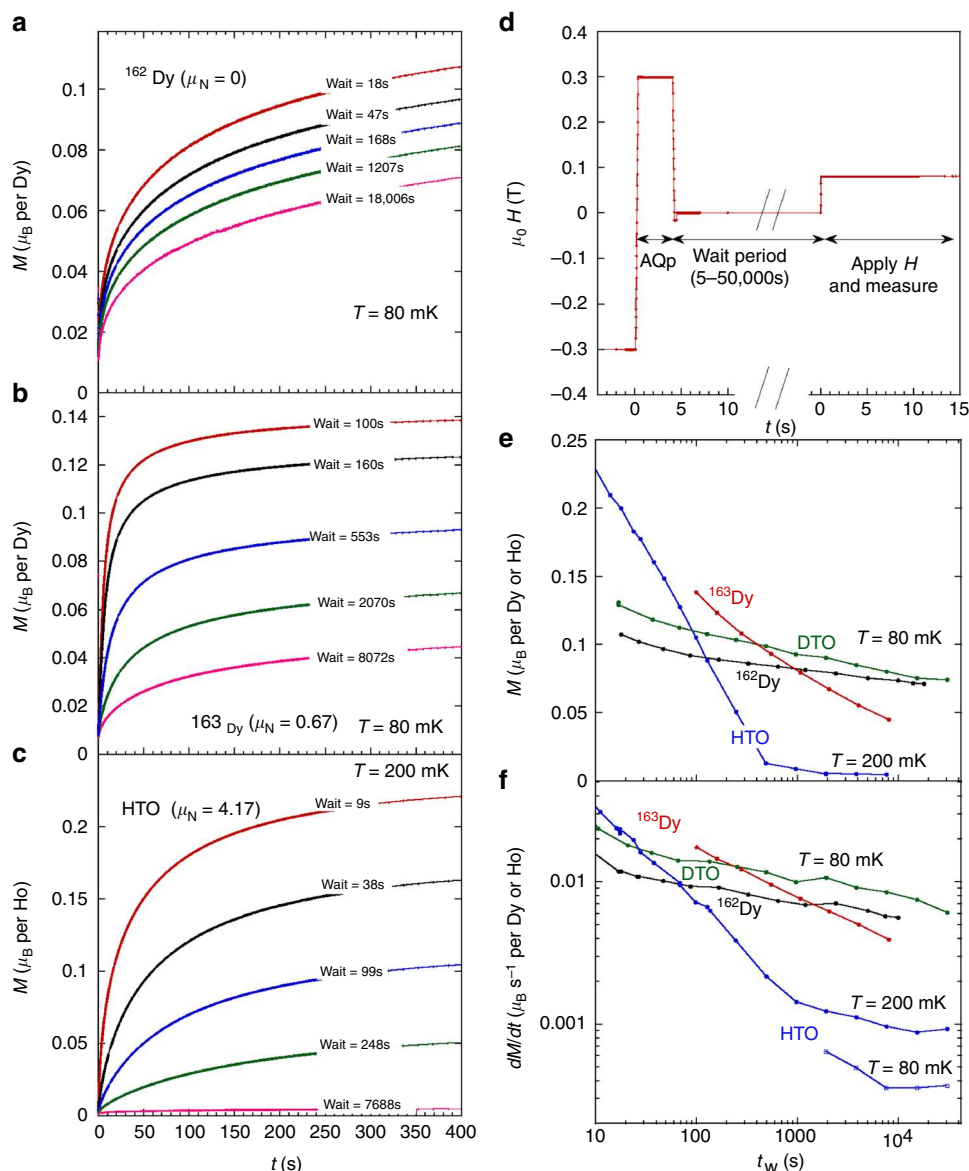 a
¹⁶² Dy (μN = 0)
0.1
0.08
0.06
0.04
0.02
0
M (μB per Dy)
Wait = 18s
Wait = 47s
Wait = 168s
Wait = 1207s
Wait = 18,006s
T = 80 mK
b
0.14
0.12
0.1
0.08
0.06
0.04
0.02
0
M (μB per Dy)
Wait = 100s
Wait = 160s
Wait = 553s
Wait = 2070s
Wait = 8072s
163 Dy (μN = 0.67)
T = 80 mK
c
T = 200 mK
HTO (μN = 4.17)
0.2
0.15
0.1
0.05
0
M (μB per Ho)
Wait = 9s
Wait = 38s
Wait = 99s
Wait = 248s
Wait = 7688s
0 50 100 150 200 250 300 350 400
t (s)
d
0.4
0.3
0.2
0.1
0
−0.1
−0.2
−0.3
−0.4
μ0 H (T)
AQp
Wait period
(5–50,000s)
Apply H
and measure
0 5 10 0 5 10 15
t (s)
e
0.25
0.2
0.15
0.1
0.05
0
M (μB per Dy or Ho)
¹⁶³Dy
DTO
T = 80 mK
¹⁶²Dy
HTO
T = 200 mK
f
0.01
0.001
dM/dt (μB s⁻¹ per Dy or Ho)
¹⁶³Dy
DTO
T = 80 mK
¹⁶²Dy
T = 200 mK
HTO
T = 80 mK
10 100 1000 10⁴
tw (s)